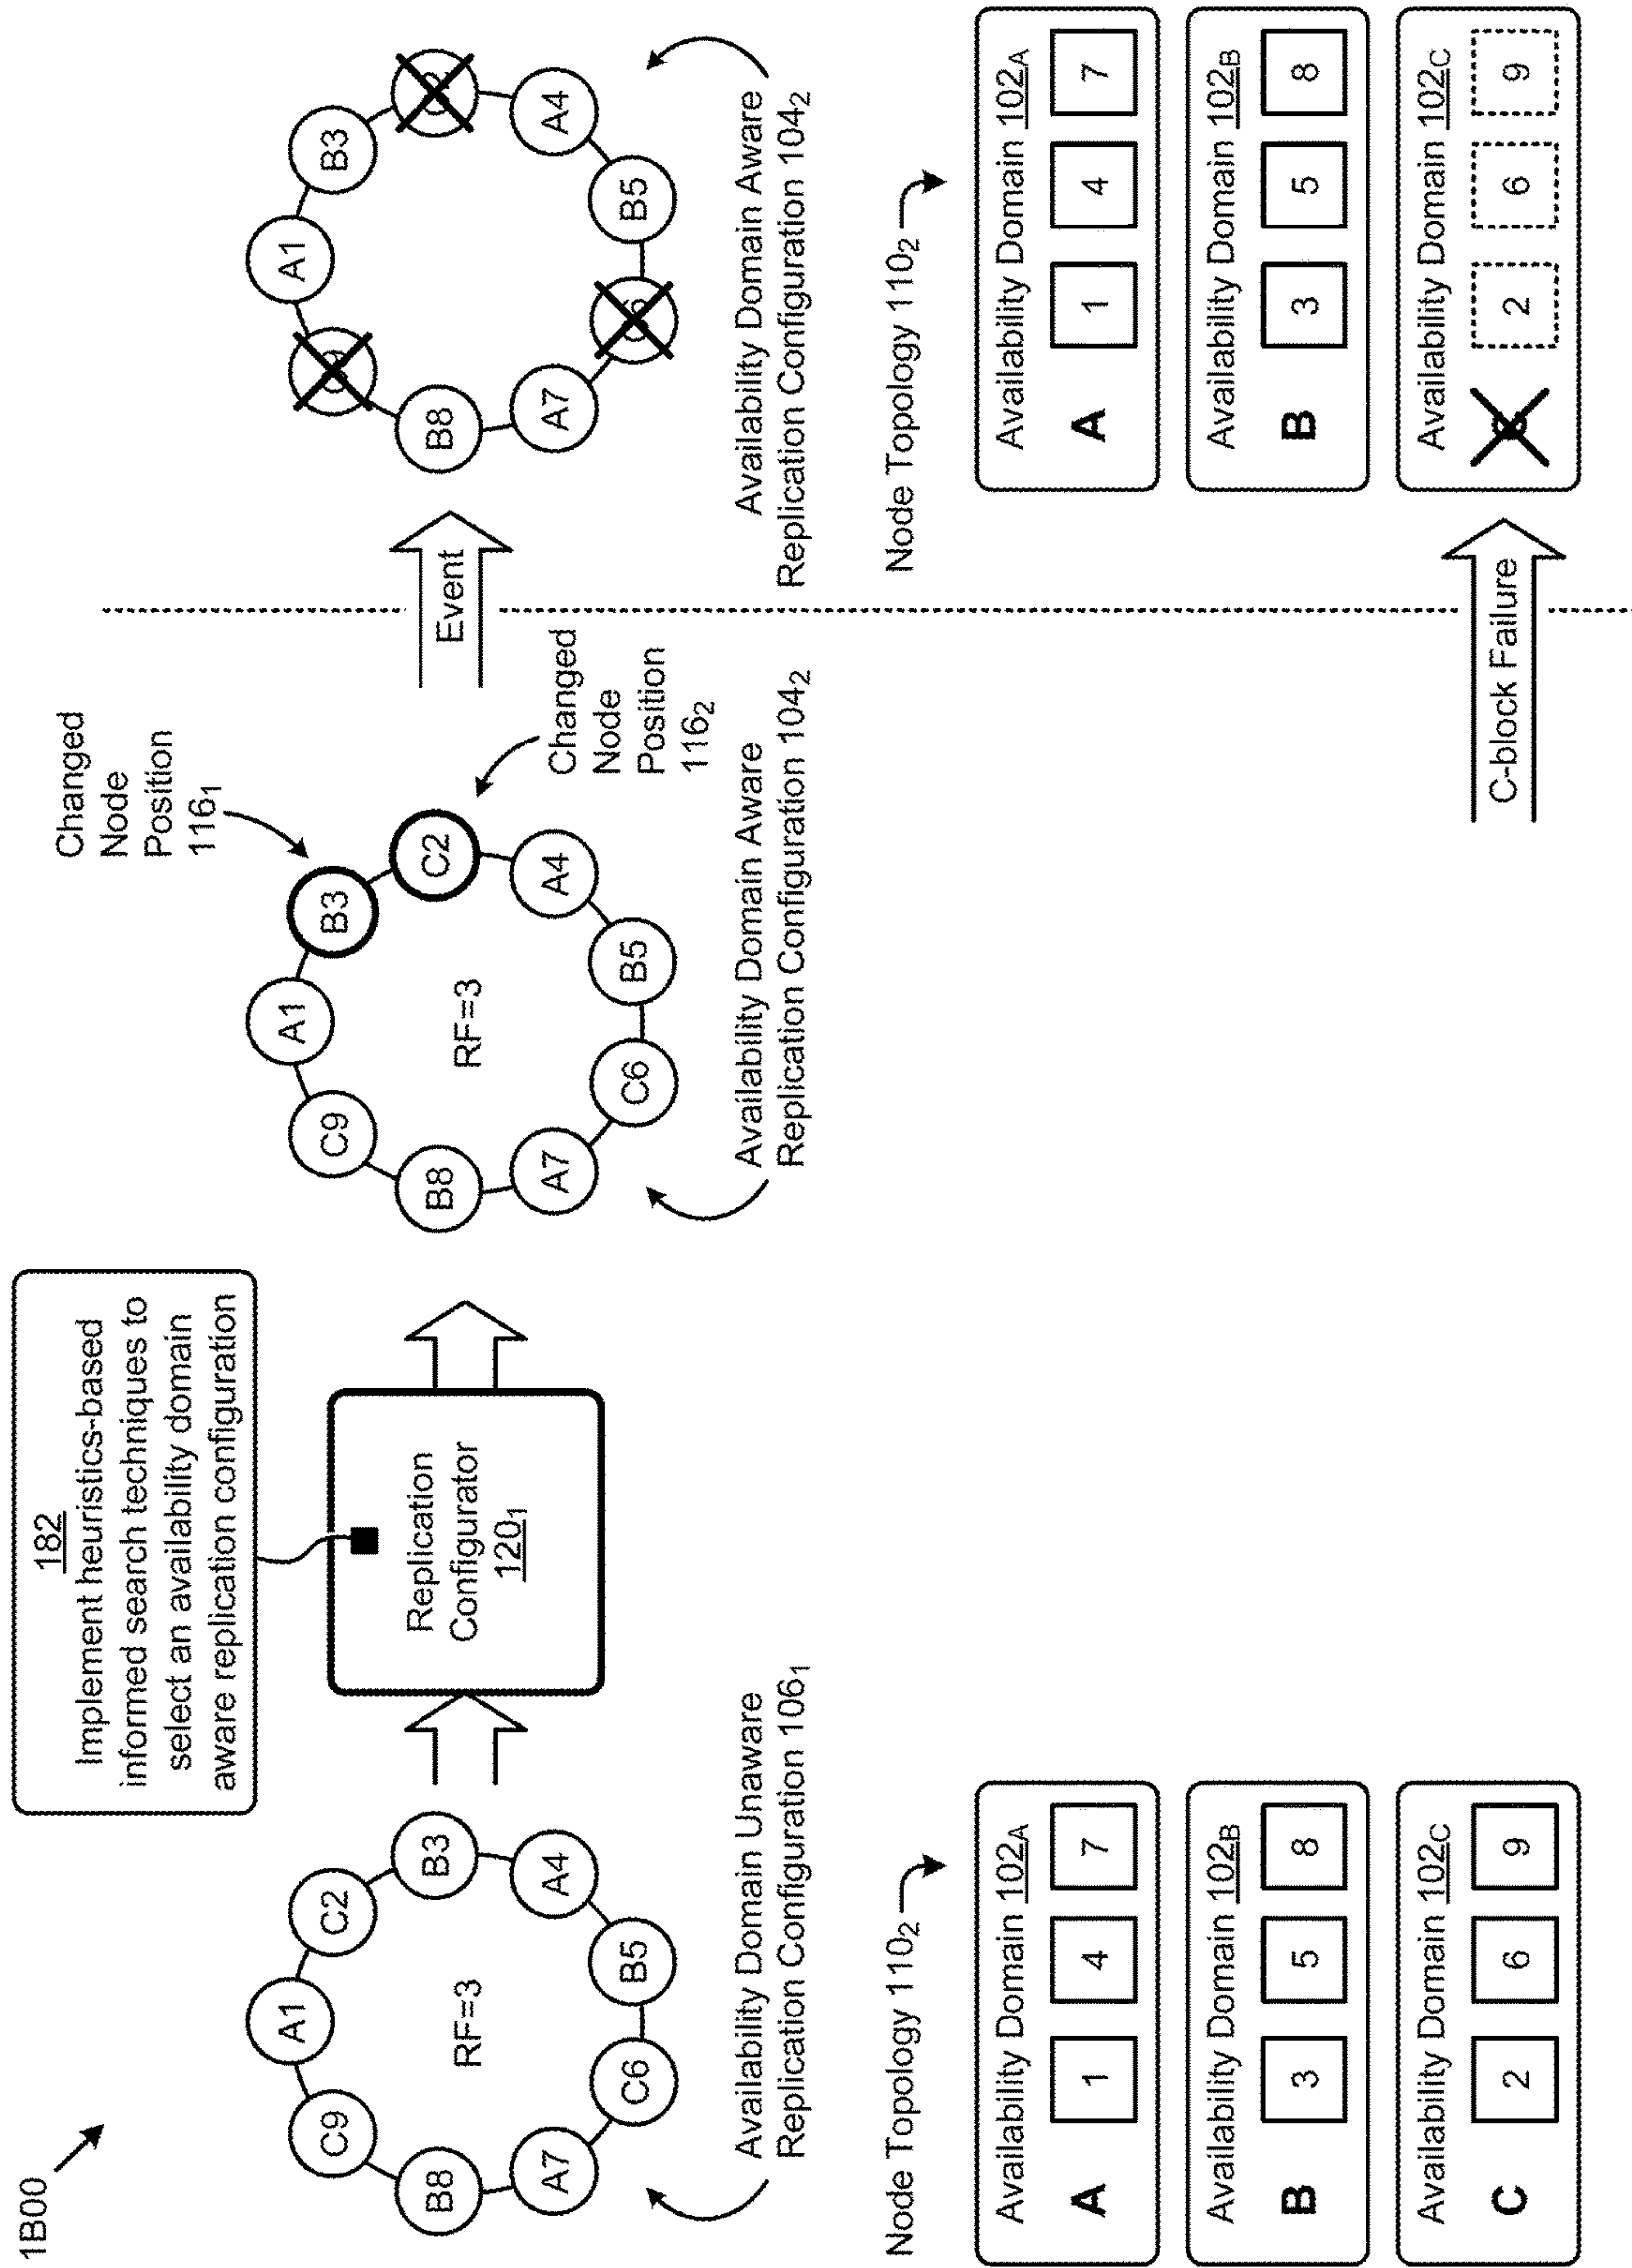 1B00
182
Implement heuristics-based
informed search techniques to
select an availability domain
aware replication configuration
A1
C2
B3
A4
B5
C6
A7
B8
C9
RF=3
Availability Domain Unaware
Replication Configuration 106₁
Replication
Configurator
120₁
Changed
Node
Position
116₁
Changed
Node
Position
116₂
A1
B3
C2
A4
B5
C6
A7
B8
C9
RF=3
Availability Domain Aware
Replication Configuration 104₂
Event
A1
B3
A4
B5
A7
B8
Availability Domain Aware
Replication Configuration 104₂
Node Topology 110₂
Availability Domain 102A
A 1 4 7
Availability Domain 102B
B 3 5 8
Availability Domain 102C
C 2 6 9
C-block Failure
Node Topology 110₂
Availability Domain 102A
A 1 4 7
Availability Domain 102B
B 3 5 8
Availability Domain 102C
2 6 9